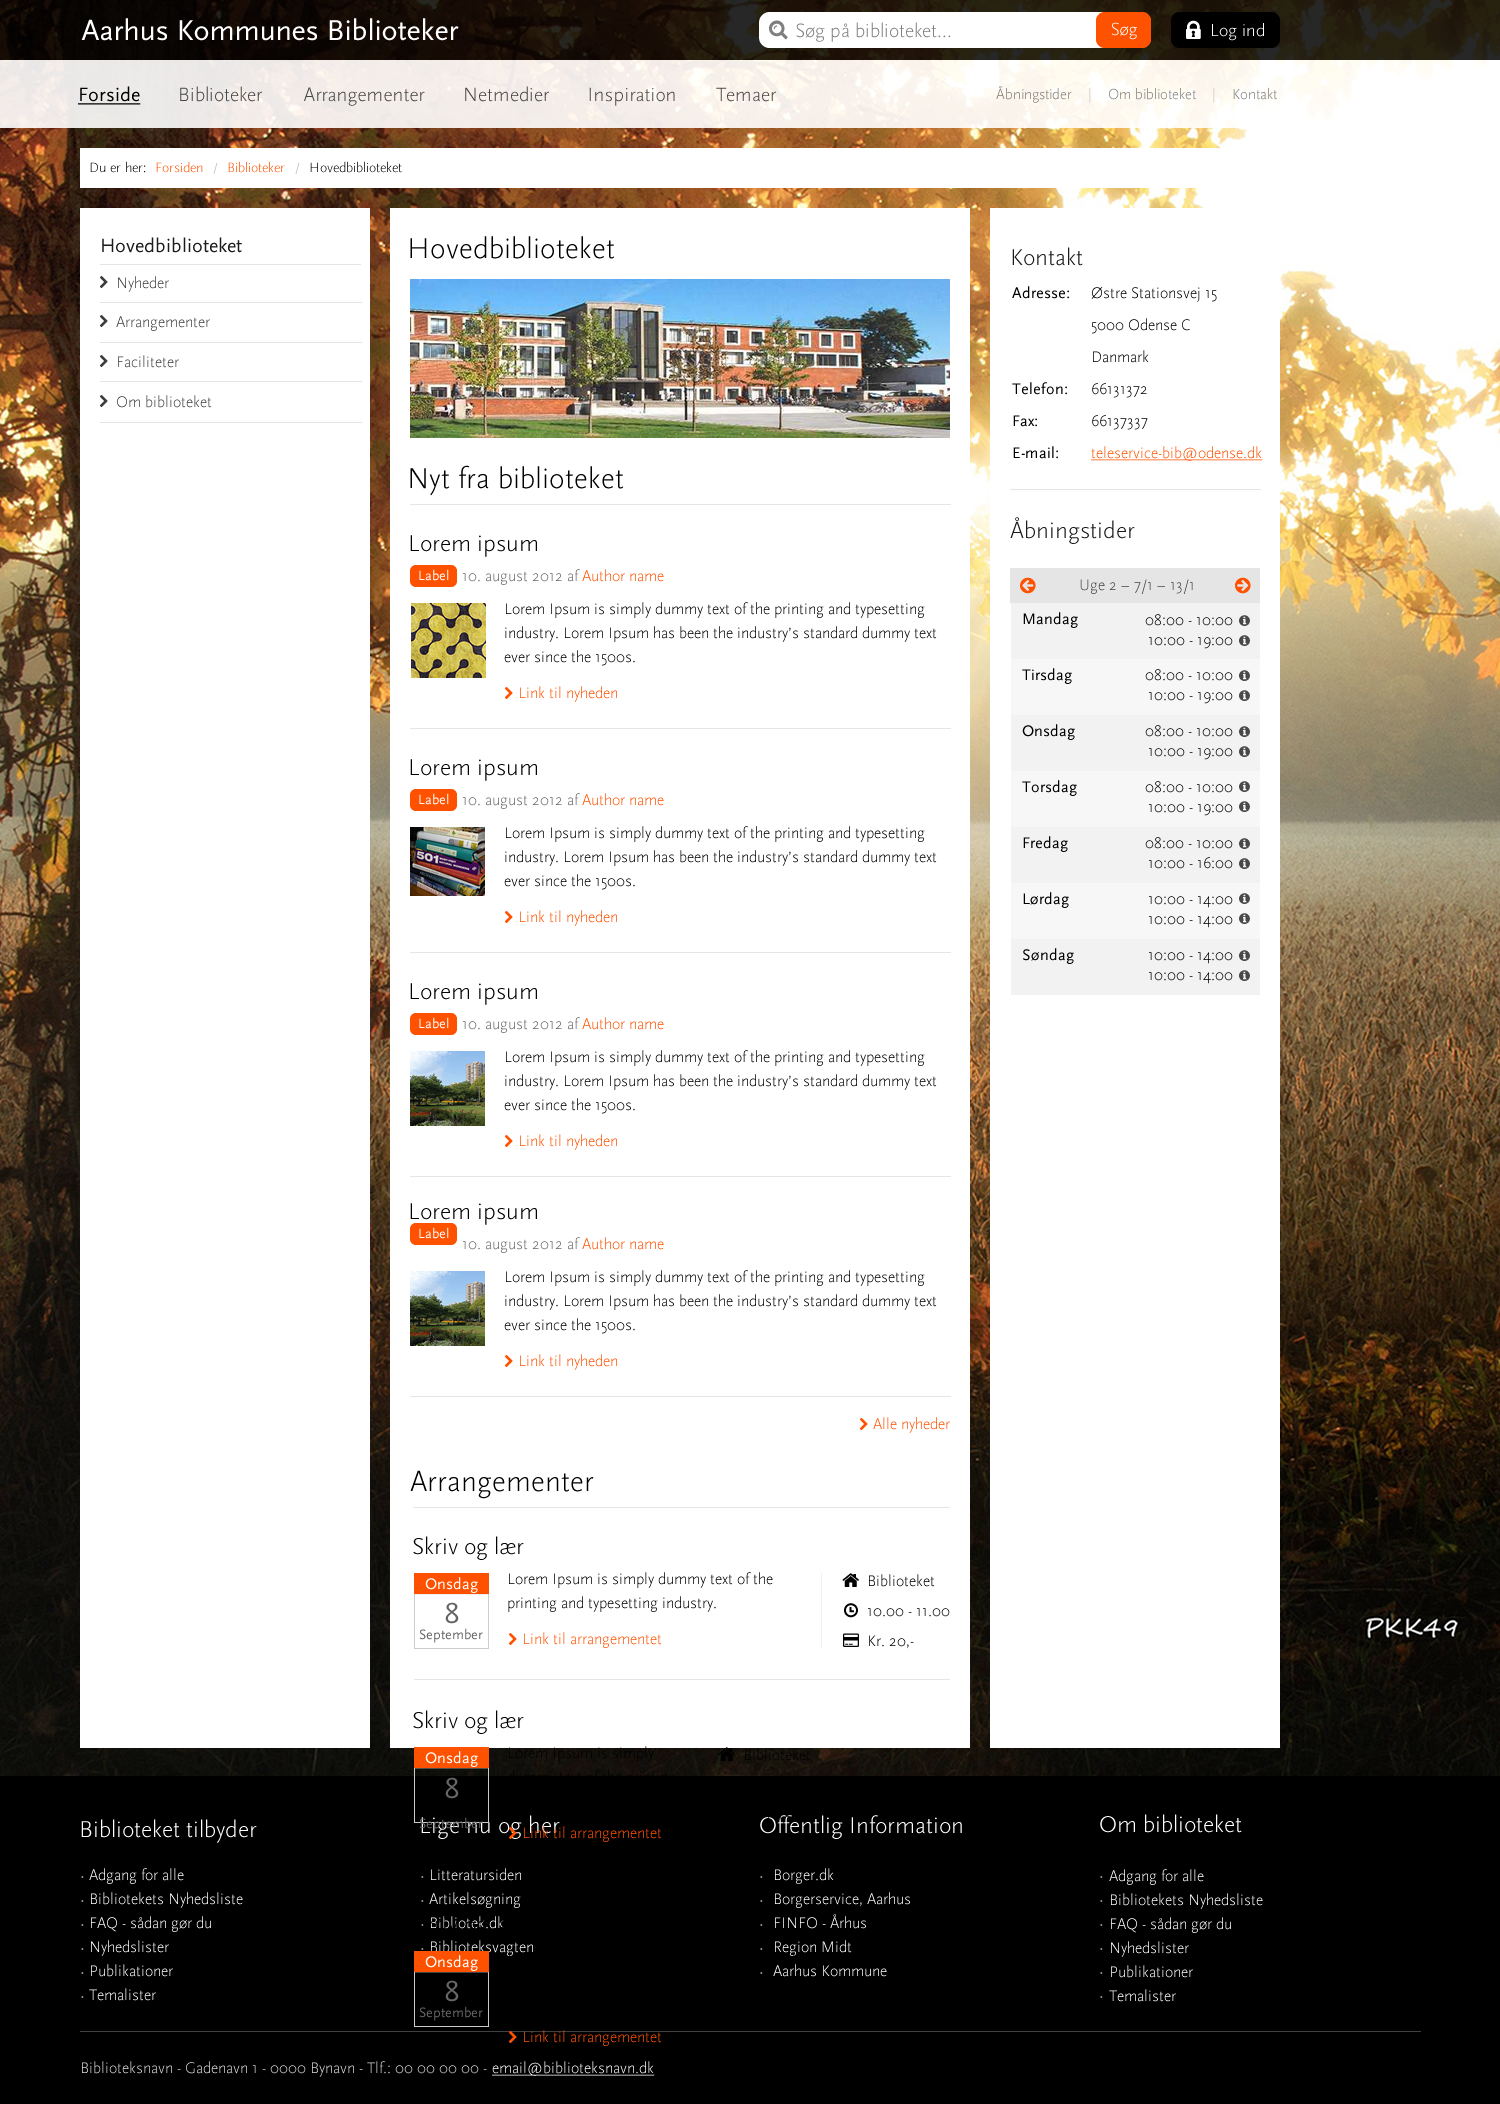 Aarhus Kommunes Biblioteker
Søg på biblioteket...
Søg
Log ind
Forside
Biblioteker
Arrangementer
Netmedier
Inspiration
Temaer
Åbningstider | Om biblioteket | Kontakt
Du er her: Forsiden / Biblioteker / Hovedbiblioteket
Hovedbiblioteket
Nyheder
Arrangementer
Faciliteter
Om biblioteket
Hovedbiblioteket
Nyt fra biblioteket
Lorem ipsum
Label 10. august 2012 af Author name
Lorem Ipsum is simply dummy text of the printing and typesetting
industry. Lorem Ipsum has been the industry's standard dummy text
ever since the 1500s.
Link til nyheden
Lorem ipsum
Label 10. august 2012 af Author name
501
Lorem Ipsum is simply dummy text of the printing and typesetting
industry. Lorem Ipsum has been the industry's standard dummy text
ever since the 1500s.
Link til nyheden
Lorem ipsum
Label 10. august 2012 af Author name
Lorem Ipsum is simply dummy text of the printing and typesetting
industry. Lorem Ipsum has been the industry's standard dummy text
ever since the 1500s.
Link til nyheden
Lorem ipsum
Label 10. august 2012 af Author name
Lorem Ipsum is simply dummy text of the printing and typesetting
industry. Lorem Ipsum has been the industry's standard dummy text
ever since the 1500s.
Link til nyheden
Alle nyheder
Arrangementer
Skriv og lær
Onsdag
8
September
Lorem Ipsum is simply dummy text of the
printing and typesetting industry.
Link til arrangementet
Biblioteket
10.00 - 11.00
Kr. 20,-
Skriv og lær
Onsdag
8
September
Lorem Ipsum is simply
Biblioteket
Link til arrangementet
Onsdag
8
September
Link til arrangementet
Kontakt
Adresse: Østre Stationsvej 15
5000 Odense C
Danmark
Telefon: 66131372
Fax: 66137337
E-mail: teleservice-bib@odense.dk
Åbningstider
Uge 2 – 7/1 – 13/1
Mandag 08:00 - 10:00
10:00 - 19:00
Tirsdag 08:00 - 10:00
10:00 - 19:00
Onsdag 08:00 - 10:00
10:00 - 19:00
Torsdag 08:00 - 10:00
10:00 - 19:00
Fredag 08:00 - 10:00
10:00 - 16:00
Lørdag 10:00 - 14:00
10:00 - 14:00
Søndag 10:00 - 14:00
10:00 - 14:00
PKK49
Biblioteket tilbyder
· Adgang for alle
· Bibliotekets Nyhedsliste
· FAQ - sådan gør du
· Nyhedslister
· Publikationer
· Temalister
Lige nu og her
· Litteratursiden
· Artikelsøgning
· Bibliotek.dk
· Biblioteksvagten
Offentlig Information
· Borger.dk
· Borgerservice, Aarhus
· FINFO - Århus
· Region Midt
· Aarhus Kommune
Om biblioteket
· Adgang for alle
· Bibliotekets Nyhedsliste
· FAQ - sådan gør du
· Nyhedslister
· Publikationer
· Temalister
Biblioteksnavn - Gadenavn 1 - 0000 Bynavn - Tlf.: 00 00 00 00 - email@biblioteksnavn.dk